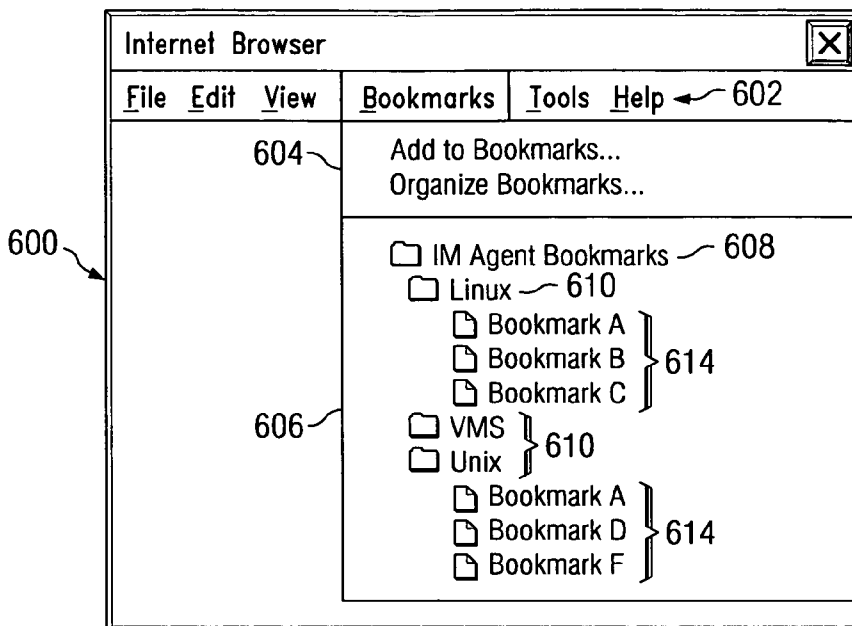 Internet Browser
File Edit View Bookmarks Tools Help 602
604 Add to Bookmarks...
Organize Bookmarks...
600
IM Agent Bookmarks 608
Linux 610
Bookmark A
Bookmark B 614
Bookmark C
606 VMS
Unix 610
Bookmark A
Bookmark D 614
Bookmark F